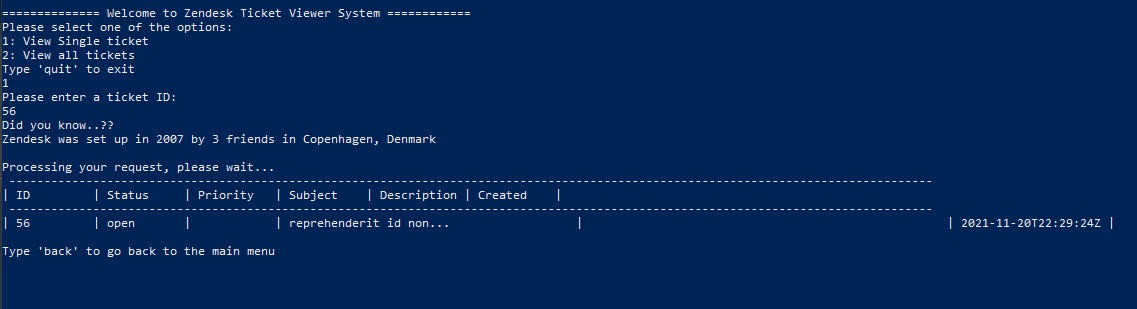 ============== Welcome to Zendesk Ticket Viewer System ============
Please select one of the options:
1: View Single ticket
2: View all tickets
Type 'quit' to exit
1
Please enter a ticket ID:
56
Did you know..??
Zendesk was set up in 2007 by 3 friends in Copenhagen, Denmark
Processing your request, please wait...
------------------------------------------------------------------------------------------------------------------------------------
| ID         | Status     | Priority   | Subject    | Description | Created    |
------------------------------------------------------------------------------------------------------------------------------------
| 56         | open       |            | reprehenderit id non...                  |                                                    | 2021-11-20T22:29:24Z |
Type 'back' to go back to the main menu